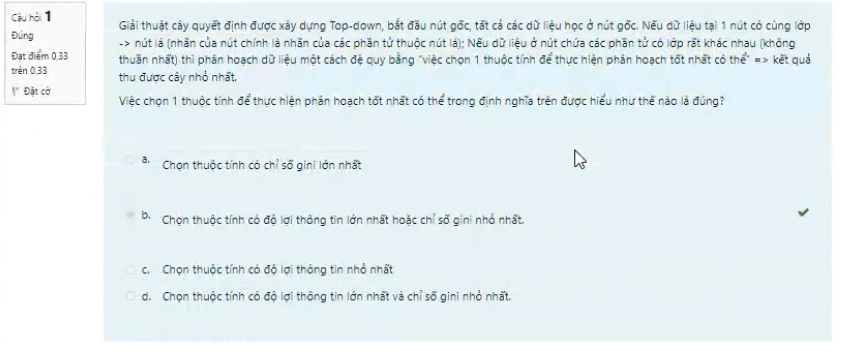 Câu hỏi 1
Đúng
Đạt điểm 0,33
trên 0,33
Đặt cờ
Giải thuật cây quyết định được xây dựng Top-down, bắt đầu nút gốc, tất cả các dữ liệu học ở nút gốc. Nếu dữ liệu tại 1 nút có cùng lớp
-> nút lá (nhãn của nút chính là nhãn của các phần tử thuộc nút lá); Nếu dữ liệu ở nút chứa các phần tử có lớp rất khác nhau (không
thuần nhất) thì phân hoạch dữ liệu một cách đệ quy bằng "việc chọn 1 thuộc tính để thực hiện phân hoạch tốt nhất có thể" => kết quả
thu được cây nhỏ nhất.
Việc chọn 1 thuộc tính để thực hiện phân hoạch tốt nhất có thể trong định nghĩa trên được hiểu như thế nào là đúng?
a. Chọn thuộc tính có chỉ số gini lớn nhất
b. Chọn thuộc tính có độ lợi thông tin lớn nhất hoặc chỉ số gini nhỏ nhất.
c. Chọn thuộc tính có độ lợi thông tin nhỏ nhất
d. Chọn thuộc tính có độ lợi thông tin lớn nhất và chỉ số gini nhỏ nhất.